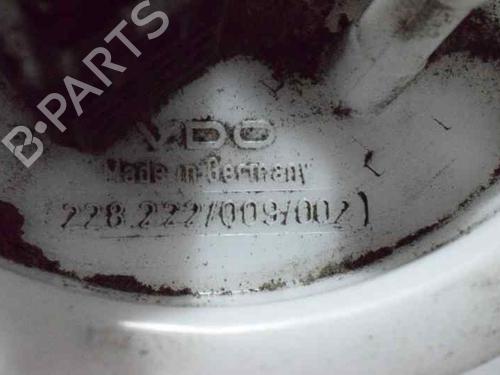 B-PARTS
VDO
Made in Germany
228.222/009/002)